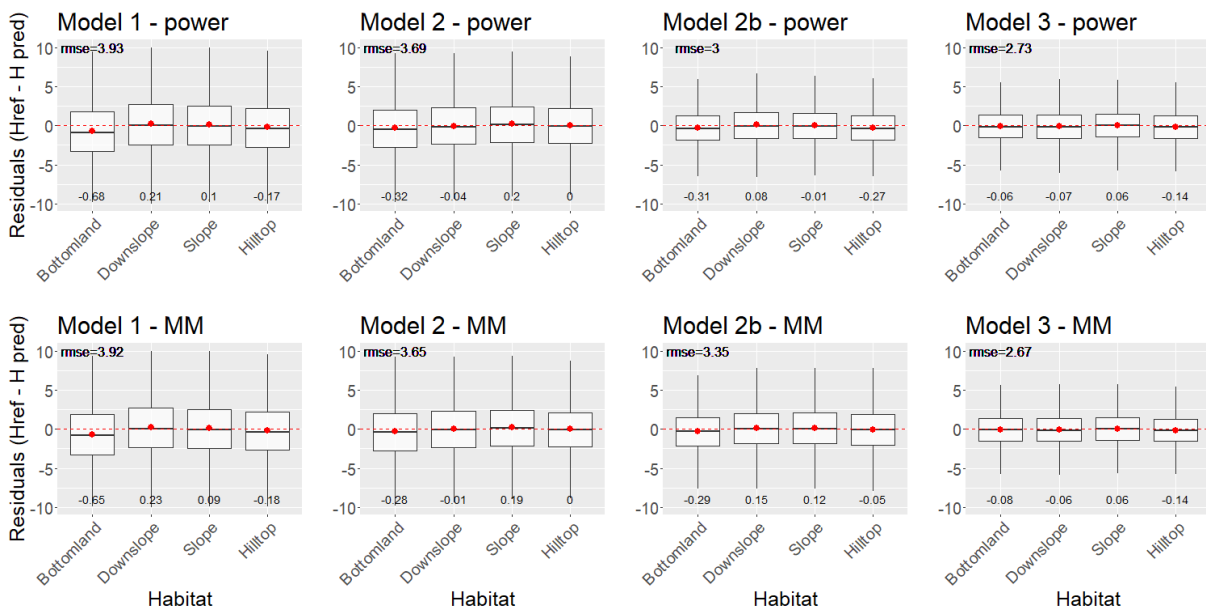 Model 1 - power
Model 2 - power
Model 2b - power
Model 3 - power
Residuals (Href - H pred)
10
5
0
-5
-10
rmse=3.93
-0.68 0.21 0.1 -0.17
Bottomland
Downslope
Slope
Hilltop
10
5
0
-5
-10
rmse=3.69
-0.32 -0.04 0.2 0
Bottomland
Downslope
Slope
Hilltop
10
5
0
-5
-10
rmse=3
-0.31 0.08 -0.01 -0.27
Bottomland
Downslope
Slope
Hilltop
10
5
0
-5
-10
rmse=2.73
-0.06 -0.07 0.06 -0.14
Bottomland
Downslope
Slope
Hilltop
Model 1 - MM
Model 2 - MM
Model 2b - MM
Model 3 - MM
Residuals (Href - H pred)
10
5
0
-5
-10
rmse=3.92
-0.65 0.23 0.09 -0.18
Bottomland
Downslope
Slope
Hilltop
Habitat
10
5
0
-5
-10
rmse=3.65
-0.28 -0.01 0.19 0
Bottomland
Downslope
Slope
Hilltop
Habitat
10
5
0
-5
-10
rmse=3.35
-0.29 0.15 0.12 -0.05
Bottomland
Downslope
Slope
Hilltop
Habitat
10
5
0
-5
-10
rmse=2.67
-0.08 -0.06 0.06 -0.14
Bottomland
Downslope
Slope
Hilltop
Habitat